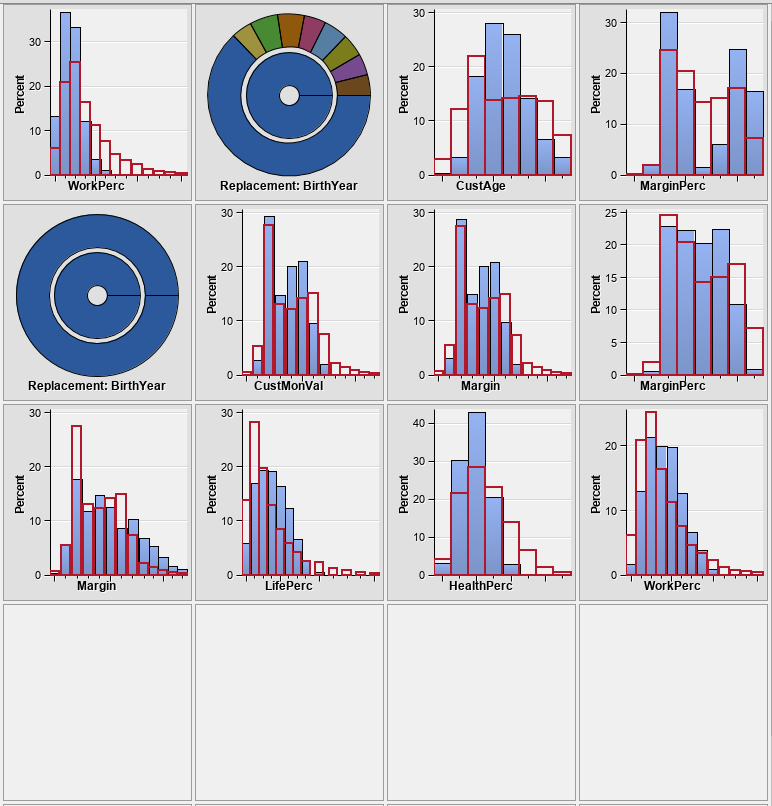 Percent
30
20
10
0
WorkPerc
Replacement: BirthYear
Percent
30
20
10
0
CustAge
Percent
30
20
10
0
MarginPerc
Replacement: BirthYear
Percent
30
20
10
0
CustMonVal
Percent
30
20
10
0
Margin
Percent
25
20
15
10
5
0
MarginPerc
Percent
30
20
10
0
Margin
Percent
30
20
10
0
LifePerc
Percent
40
30
20
10
0
HealthPerc
Percent
20
10
0
WorkPerc